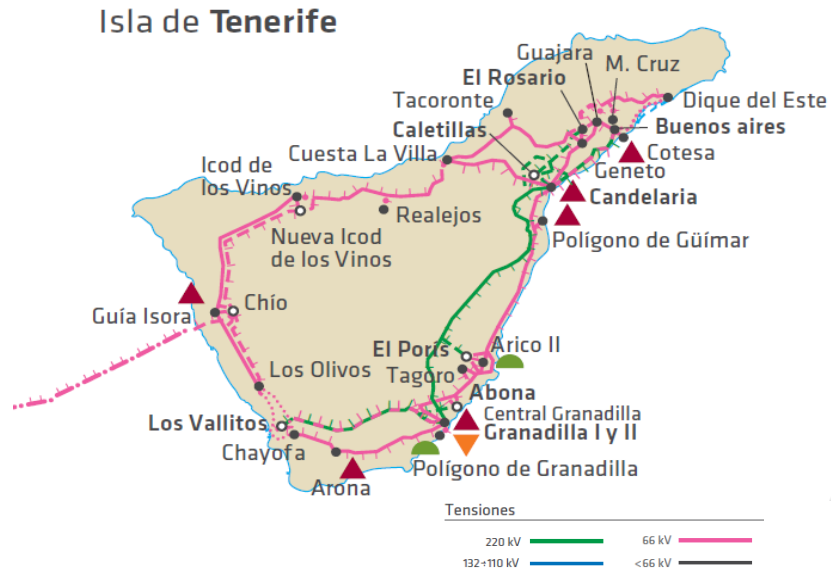 Isla de Tenerife
Guajara
M. Cruz
El Rosario
Tacoronte
Dique del Este
Caletillas
Buenos aires
Cuesta La Villa
Cotesa
Icod de
los Vinos
Geneto
Candelaria
Realejos
Nueva Icod
de los Vinos
Polígono de Güímar
Chío
Guía Isora
El Porís
Arico II
Los Olivos
Tagoro
Abona
Los Vallitos
Central Granadilla
Granadilla I y II
Chayofa
Polígono de Granadilla
Arona
Tensiones
220 kV
66 kV
132÷110 kV
<66 kV